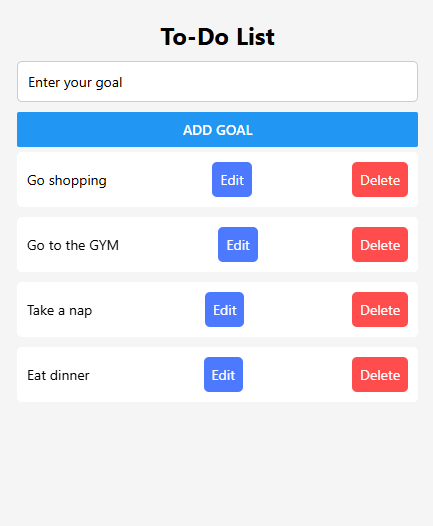 To-Do List
Enter your goal
ADD GOAL
Go shopping Edit Delete
Go to the GYM Edit Delete
Take a nap Edit Delete
Eat dinner Edit Delete